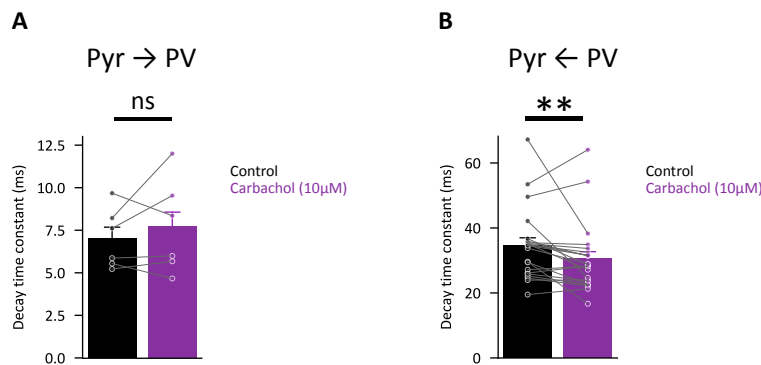 A
Pyr → PV
ns
12.5
10.0
7.5
5.0
2.5
0.0
Decay time constant (ms)
Control
Carbachol (10µM)
B
Pyr ← PV
**
60
40
20
0
Decay time constant (ms)
Control
Carbachol (10µM)